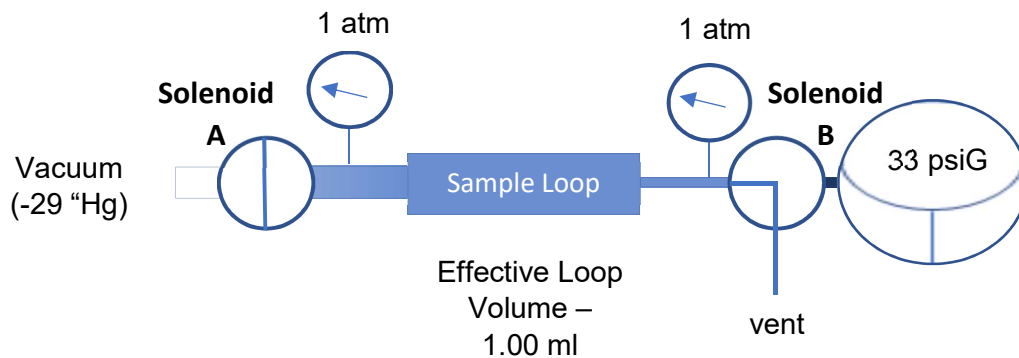 1 atm
1 atm
Solenoid
A
Solenoid
B
Vacuum
(-29 “Hg)
Sample Loop
33 psiG
Effective Loop
Volume –
1.00 ml
vent